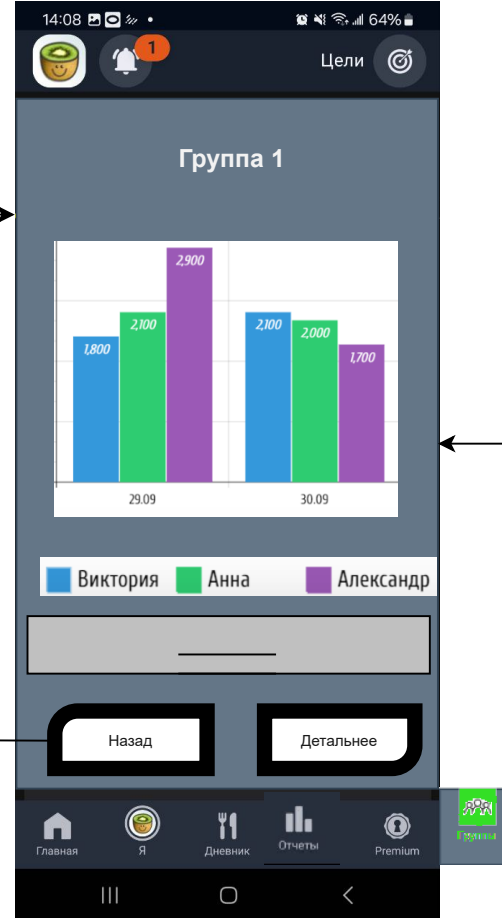 14:08
64%
1
Цели
Группа 1
2,900
2,100
1,800
2,100
2,000
1,700
29.09
30.09
Виктория Анна Александр
Назад
Детальнее
Главная
Я
Дневник
Отчеты
Premium
Группы